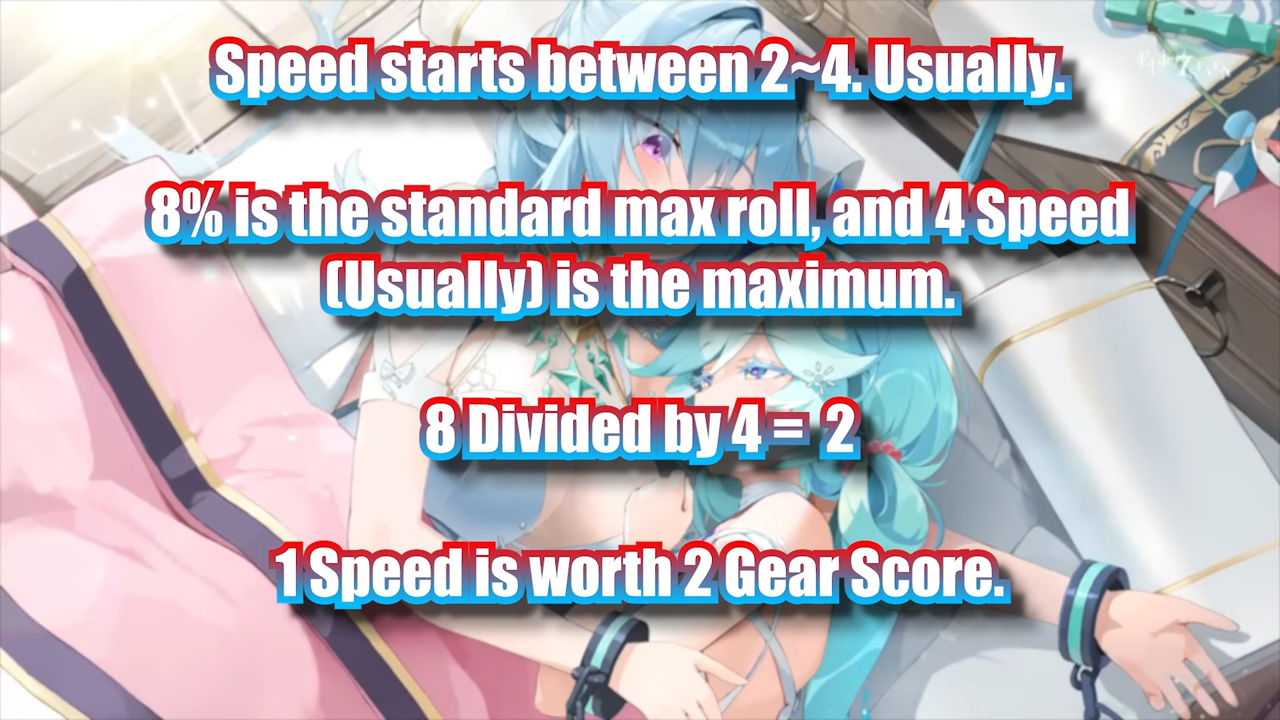 Speed starts between 2~4. Usually.
8% is the standard max roll, and 4 Speed
(Usually) is the maximum.
8 Divided by 4 = 2
1 Speed is worth 2 Gear Score.